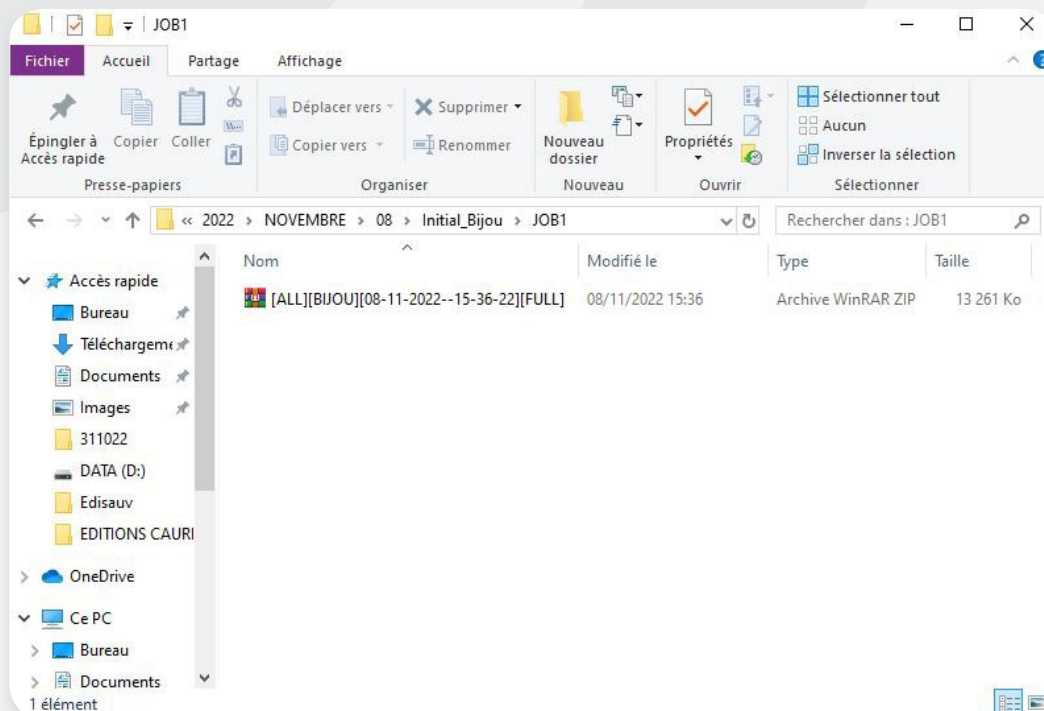 JOB1
Fichier Accueil Partage Affichage
Épingler à Accès rapide
Copier
Coller
Déplacer vers
Copier vers
Supprimer
Renommer
Nouveau dossier
Propriétés
Sélectionner tout
Aucun
Inverser la sélection
Presse-papiers Organiser Nouveau Ouvrir Sélectionner
« 2022 > NOVEMBRE > 08 > Initial_Bijou > JOB1
Rechercher dans : JOB1
Nom Modifié le Type Taille
[ALL][BIJOU][08-11-2022--15-36-22][FULL] 08/11/2022 15:36 Archive WinRAR ZIP 13 261 Ko
Accès rapide
Bureau
Téléchargeme
Documents
Images
311022
DATA (D:)
Edisauv
EDITIONS CAURI
OneDrive
Ce PC
Bureau
Documents
1 élément